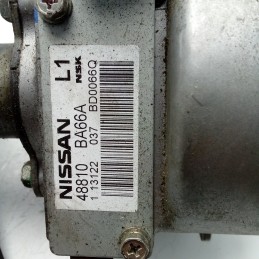 NISSAN L1
NSK
48810 BA66A
1 13122 037 BD0066Q